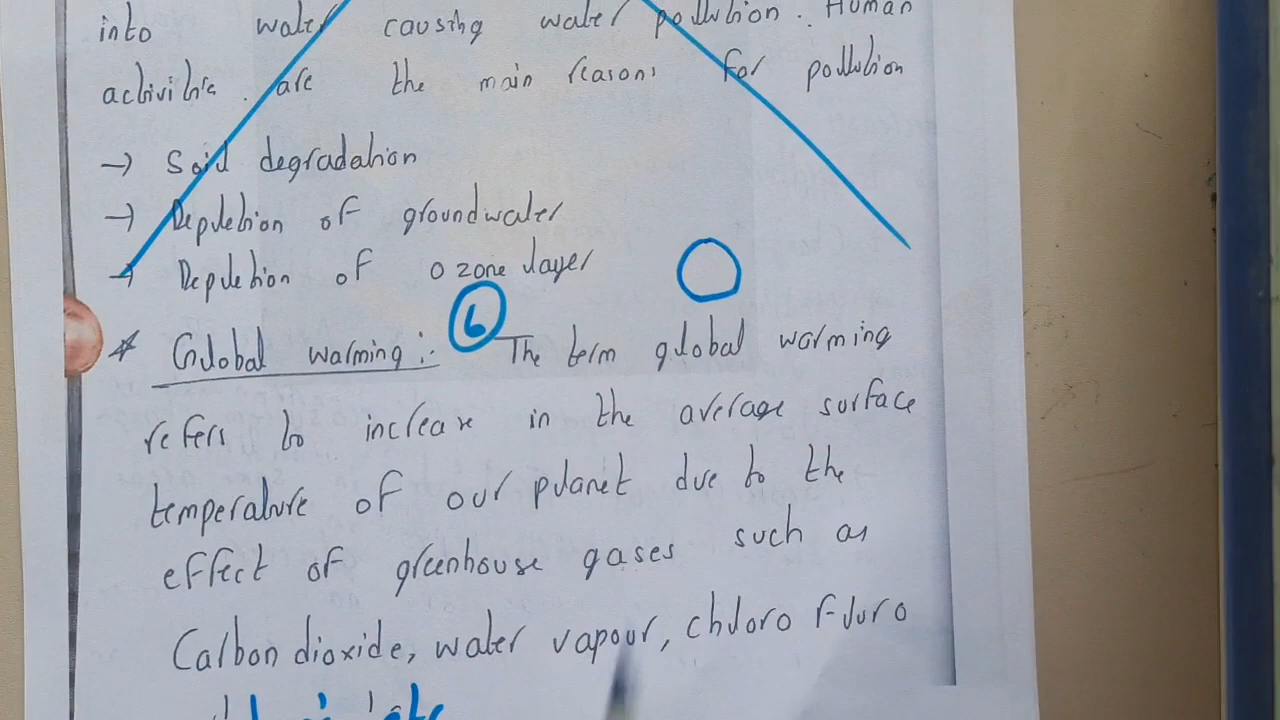 into water causing water pollution. Human
activities are the main reasons for pollution
→ Soil degradation
→ Depletion of groundwater
→ Depletion of ozone layer
6
* Global warming :- The term global warming
refers to increase in the average surface
temperature of our planet due to the
effect of greenhouse gases such as
Carbon dioxide, water vapour, chloro fluro